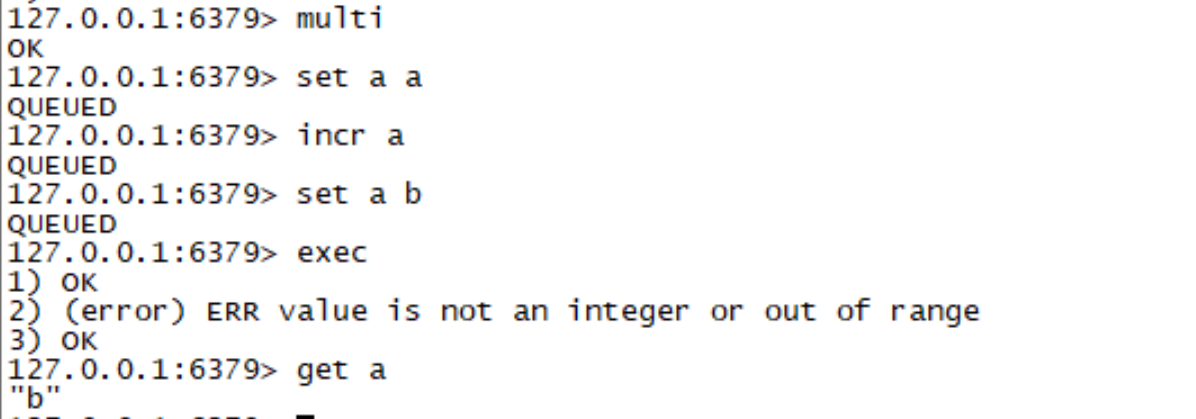 127.0.0.1:6379> multi
OK
127.0.0.1:6379> set a a
QUEUED
127.0.0.1:6379> incr a
QUEUED
127.0.0.1:6379> set a b
QUEUED
127.0.0.1:6379> exec
1) OK
2) (error) ERR value is not an integer or out of range
3) OK
127.0.0.1:6379> get a
"b"